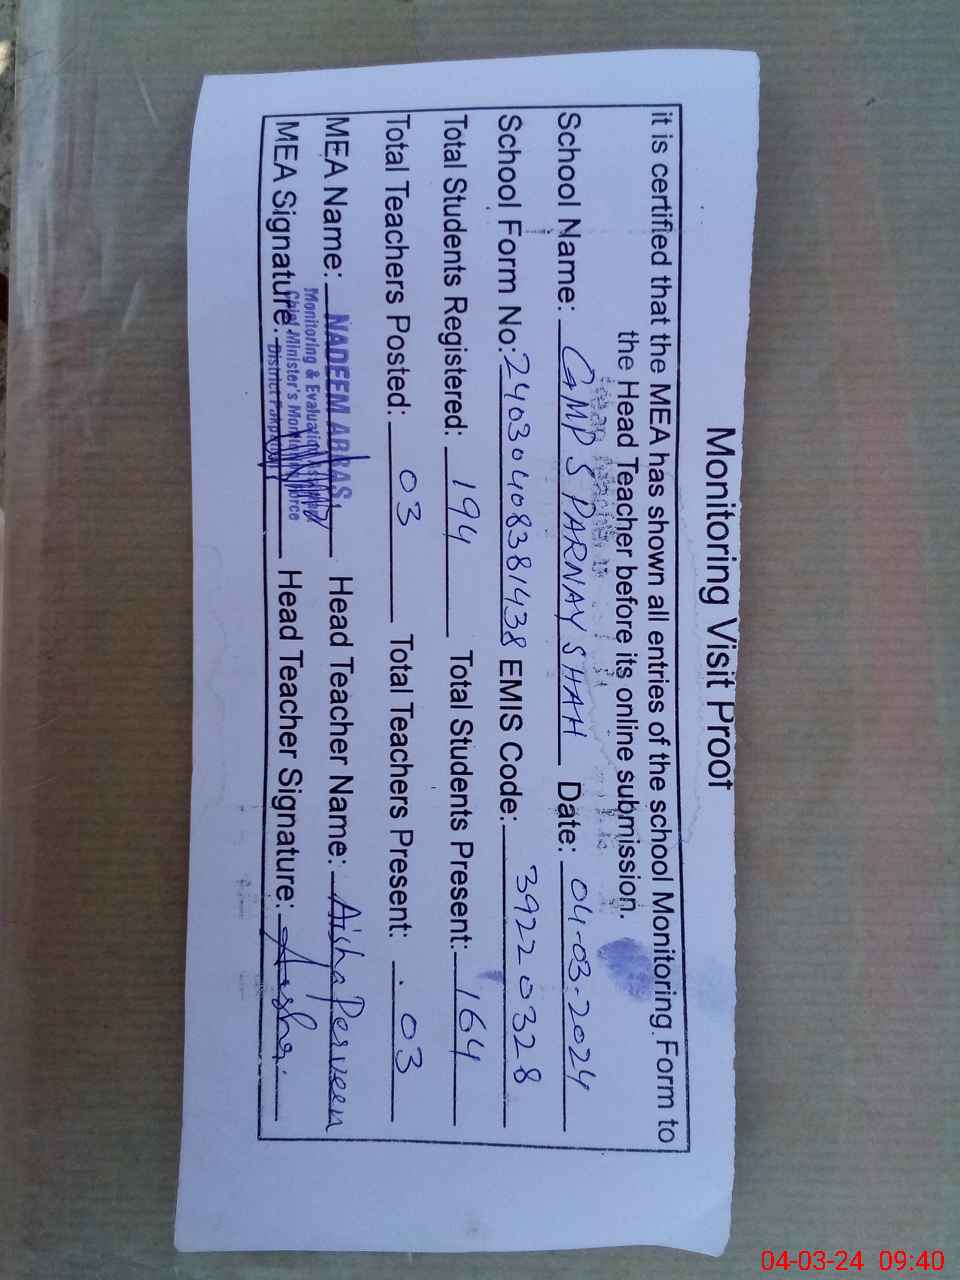 Monitoring Visit Proof
it is certified that the MEA has shown all entries of the school Monitoring Form to
the Head Teacher before its online submission.
School Name: GMPS PARNAY SHAH Date: 04-03-2024
School Form No: 24030408381438 EMIS Code: 39220328
Total Students Registered: 194 Total Students Present: 164
Total Teachers Posted: 03 Total Teachers Present: 03
MEA Name: NADEEM ABBAS Head Teacher Name: Aisha Perveen
Monitoring & Evaluation Assistant
Chief Minister's Monitoring Force
District Pakpattan
MEA Signature: Head Teacher Signature: Aisha
04-03-24 09:40